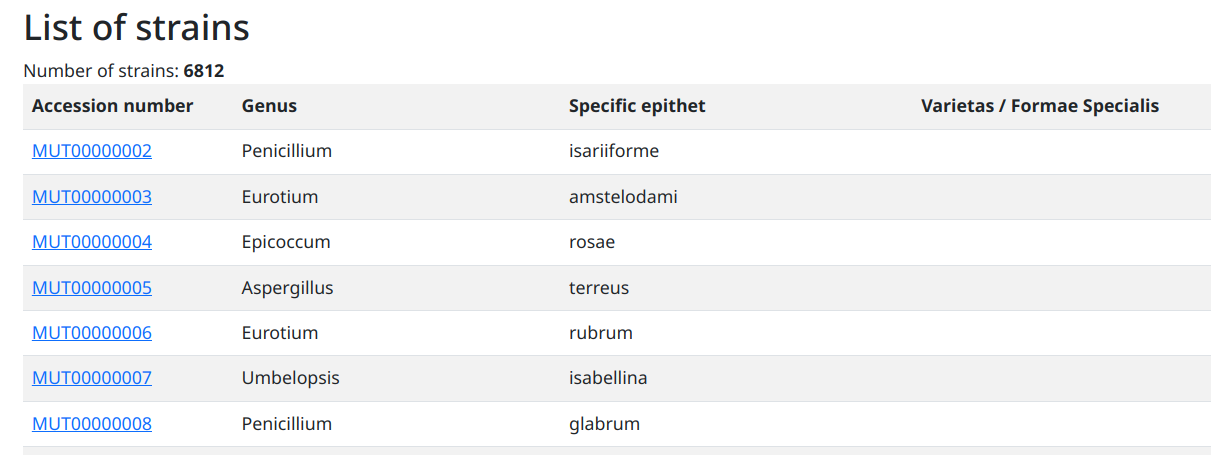 List of strains
Number of strains: 6812
Accession number Genus Specific epithet Varietas / Formae Specialis
MUT00000002 Penicillium isariiforme
MUT00000003 Eurotium amstelodami
MUT00000004 Epicoccum rosae
MUT00000005 Aspergillus terreus
MUT00000006 Eurotium rubrum
MUT00000007 Umbelopsis isabellina
MUT00000008 Penicillium glabrum